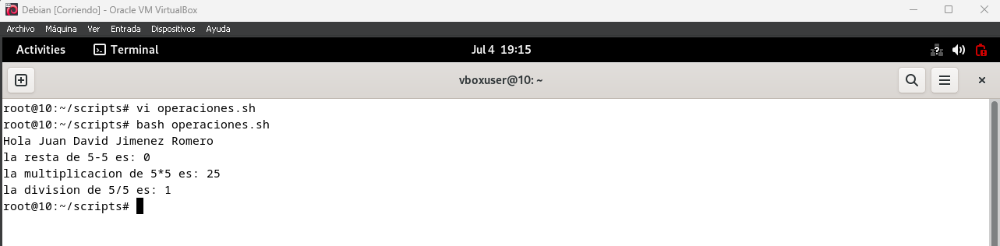 Debian [Corriendo] - Oracle VM VirtualBox
Archivo Máquina Ver Entrada Dispositivos Ayuda
Activities Terminal Jul 4 19:15
vboxuser@10: ~
root@10:~/scripts# vi operaciones.sh
root@10:~/scripts# bash operaciones.sh
Hola Juan David Jimenez Romero
la resta de 5-5 es: 0
la multiplicacion de 5*5 es: 25
la division de 5/5 es: 1
root@10:~/scripts#